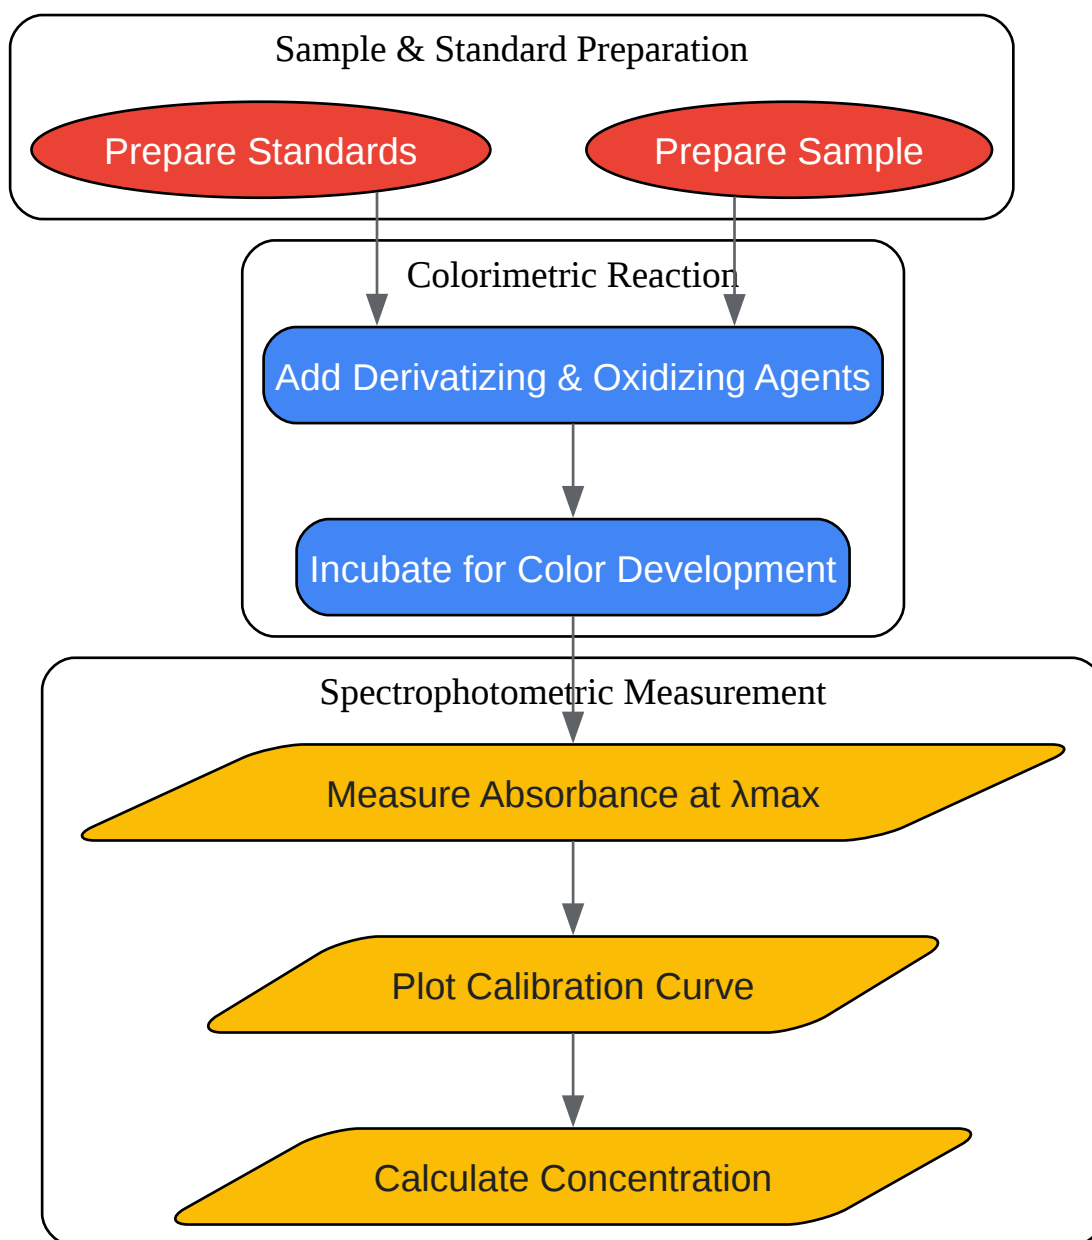 Sample & Standard Preparation
Prepare Standards
Prepare Sample
Colorimetric Reaction
Add Derivatizing & Oxidizing Agents
Incubate for Color Development
Spectrophotometric Measurement
Measure Absorbance at λmax
Plot Calibration Curve
Calculate Concentration